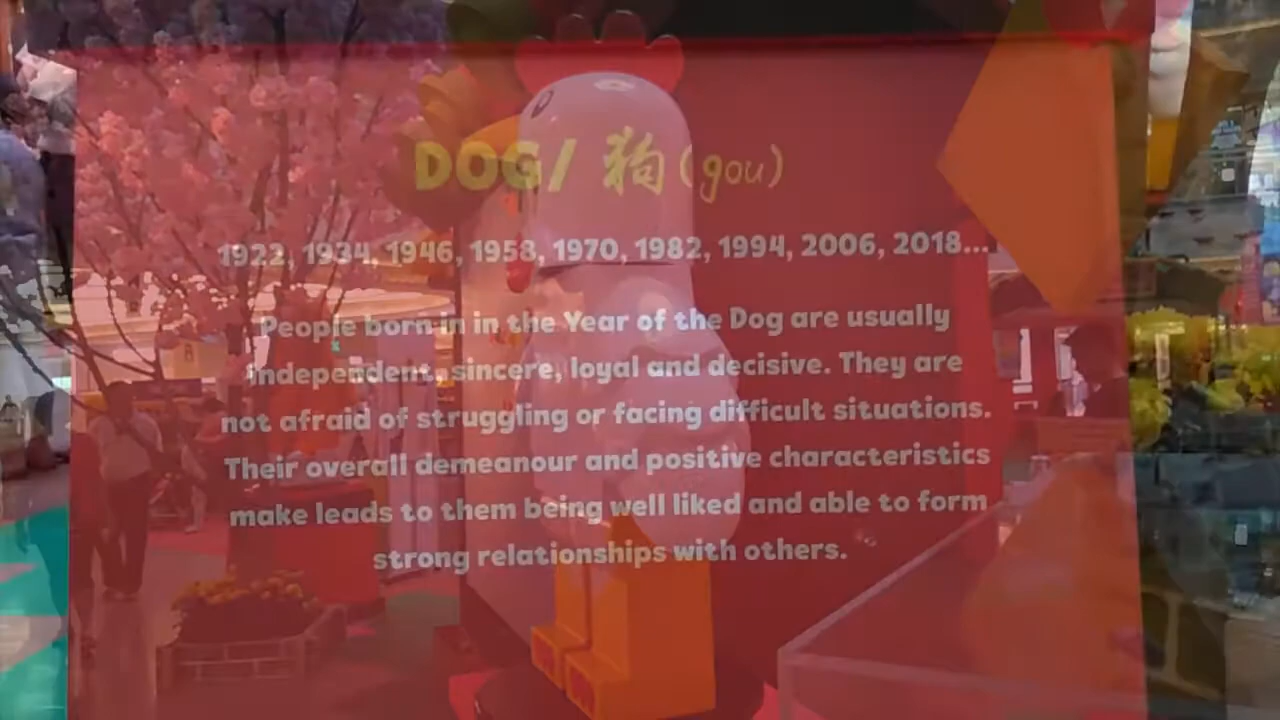 DOG/ 狗 (gou)
1922, 1934, 1946, 1958, 1970, 1982, 1994, 2006, 2018...
People born in in the Year of the Dog are usually
independent, sincere, loyal and decisive. They are
not afraid of struggling or facing difficult situations.
Their overall demeanour and positive characteristics
make leads to them being well liked and able to form
strong relationships with others.